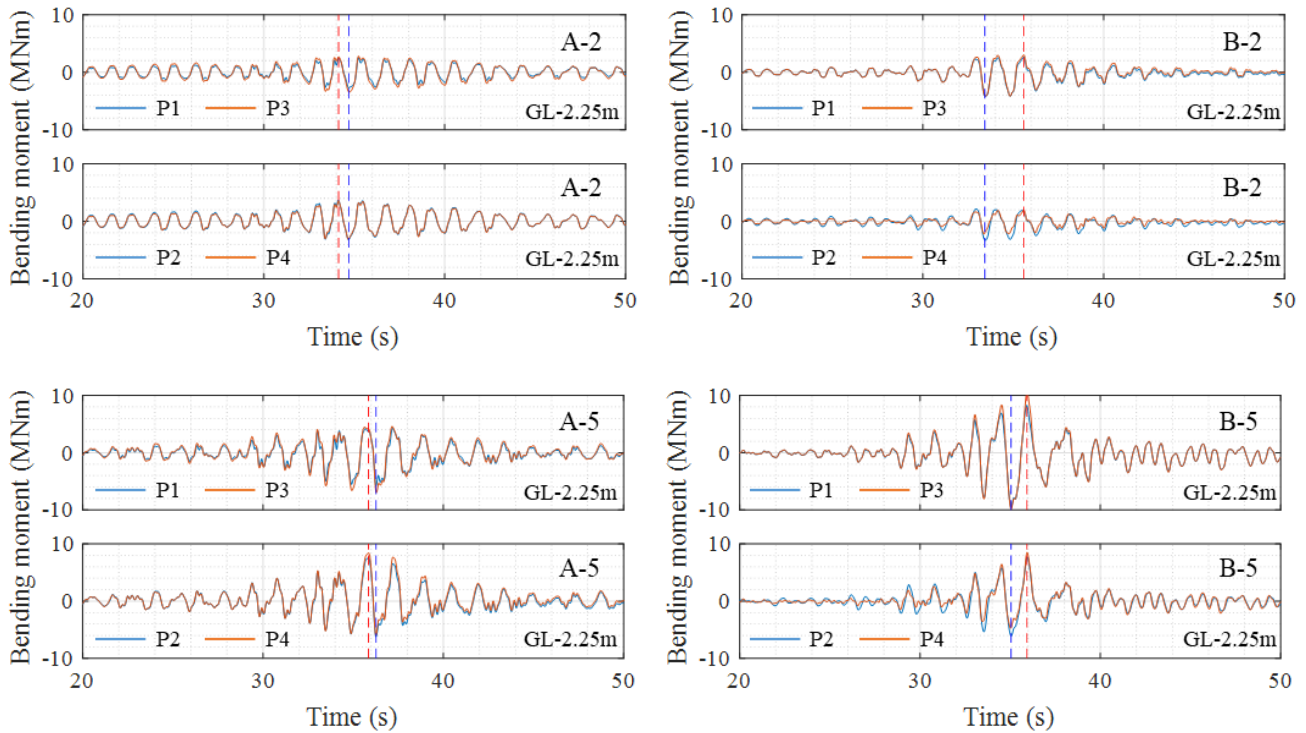 10
A-2
0
P1 P3 GL-2.25m
-10
10
A-2
0
P2 P4 GL-2.25m
-10
20 30 40 50
Time (s)
Bending moment (MNm)
10
B-2
0
P1 P3 GL-2.25m
-10
10
B-2
0
P2 P4 GL-2.25m
-10
20 30 40 50
Time (s)
Bending moment (MNm)
10
A-5
0
P1 P3 GL-2.25m
-10
10
A-5
0
P2 P4 GL-2.25m
-10
20 30 40 50
Time (s)
Bending moment (MNm)
10
B-5
0
P1 P3 GL-2.25m
-10
10
B-5
0
P2 P4 GL-2.25m
-10
20 30 40 50
Time (s)
Bending moment (MNm)